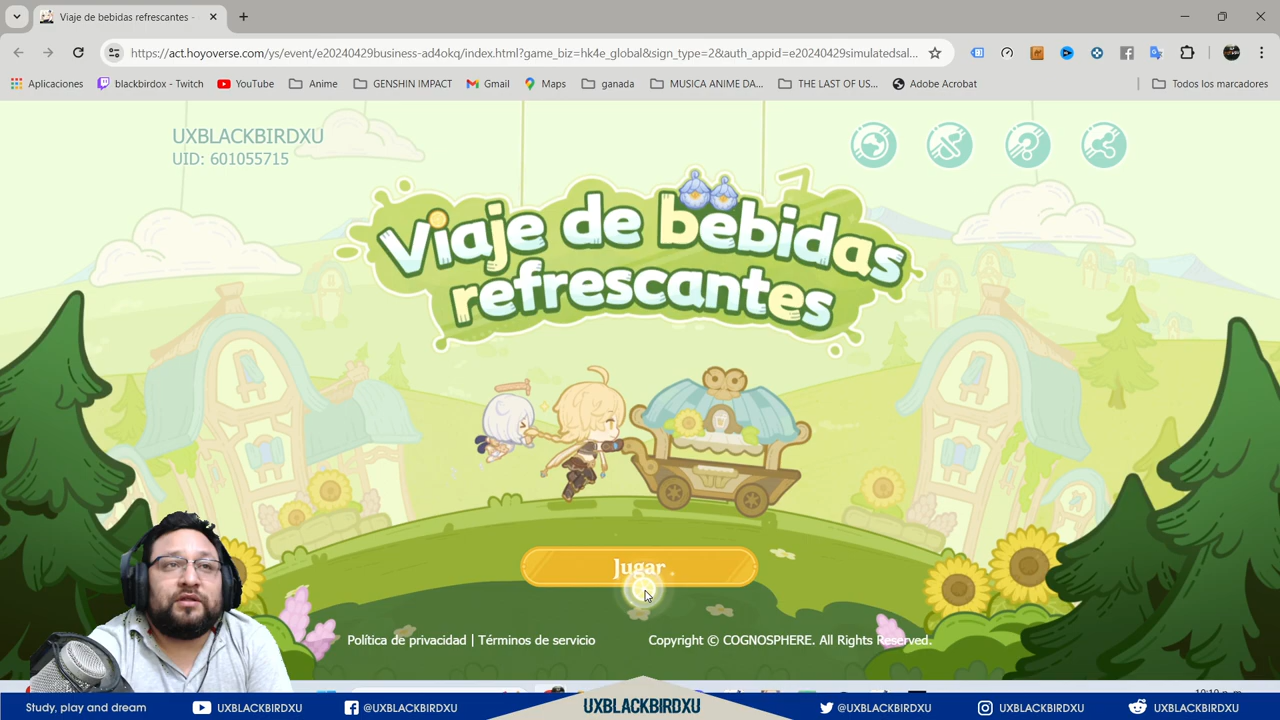 Viaje de bebidas refrescantes -
https://act.hoyoverse.com/ys/event/e20240429business-ad4okq/index.html?game_biz=hk4e_global&sign_type=2&auth_appid=e20240429simulatedsal...
Aplicaciones
blackbirdox - Twitch
YouTube
Anime
GENSHIN IMPACT
Gmail
Maps
ganada
MUSICA ANIME DA...
THE LAST OF US...
Adobe Acrobat
Todos los marcadores
UXBLACKBIRDXU
UID: 601055715
Viaje de bebidas
refrescantes
Jugar
Política de privacidad | Términos de servicio
Copyright © COGNOSPHERE. All Rights Reserved.
Study, play and dream
UXBLACKBIRDXU
@UXBLACKBIRDXU
UXBLACKBIRDXU
@UXBLACKBIRDXU
UXBLACKBIRDXU
UXBLACKBIRDXU